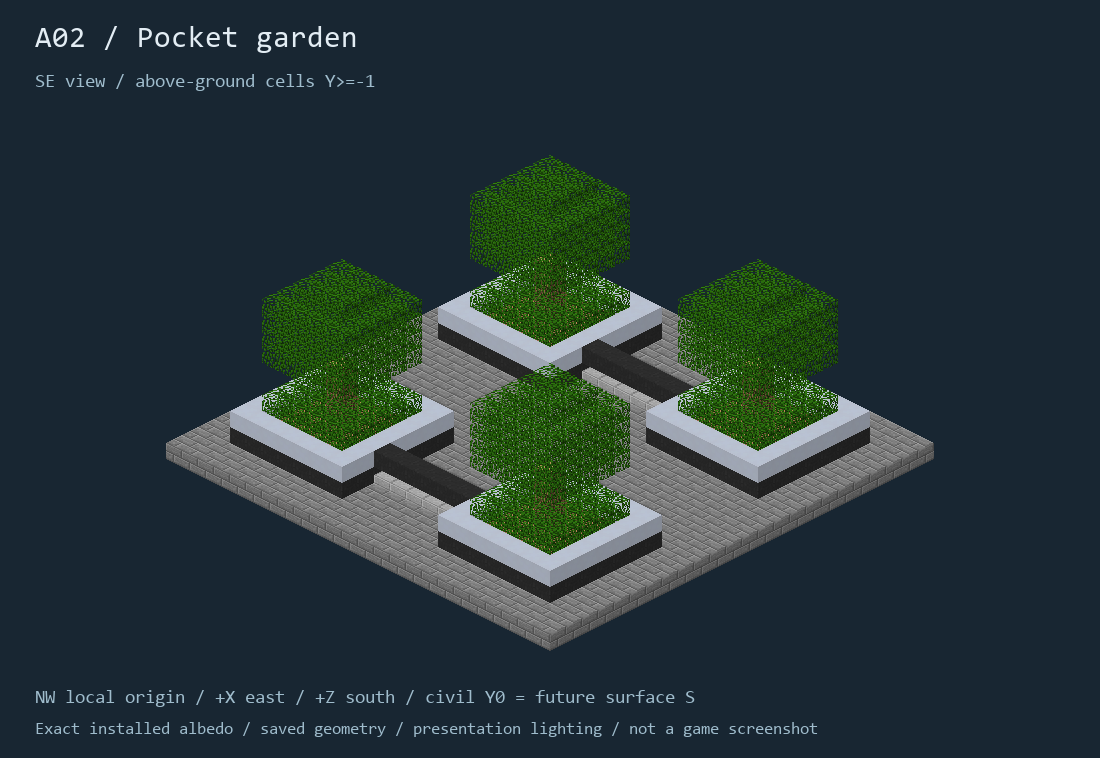 A02 / Pocket garden
SE view / above-ground cells Y>=-1
NW local origin / +X east / +Z south / civil Y0 = future surface S
Exact installed albedo / saved geometry / presentation lighting / not a game screenshot